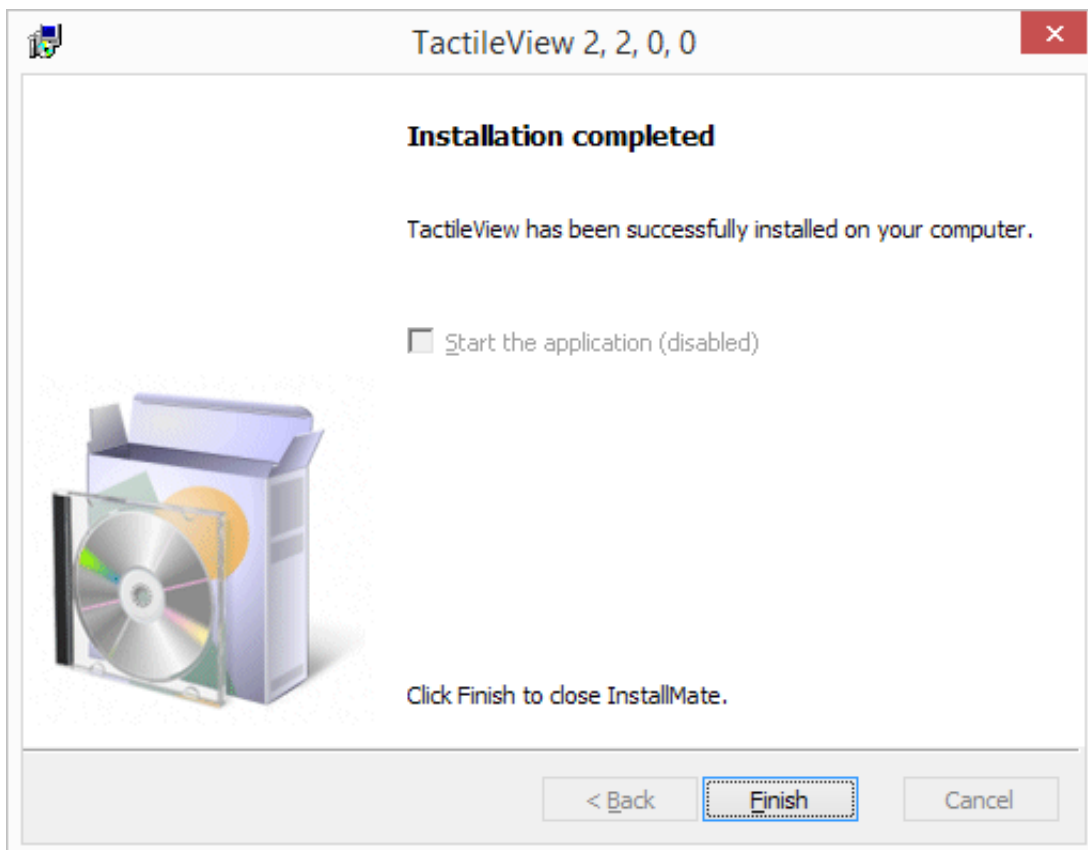 TactileView 2, 2, 0, 0
Installation completed
TactileView has been successfully installed on your computer.
Start the application (disabled)
Click Finish to close InstallMate.
< Back
Finish
Cancel